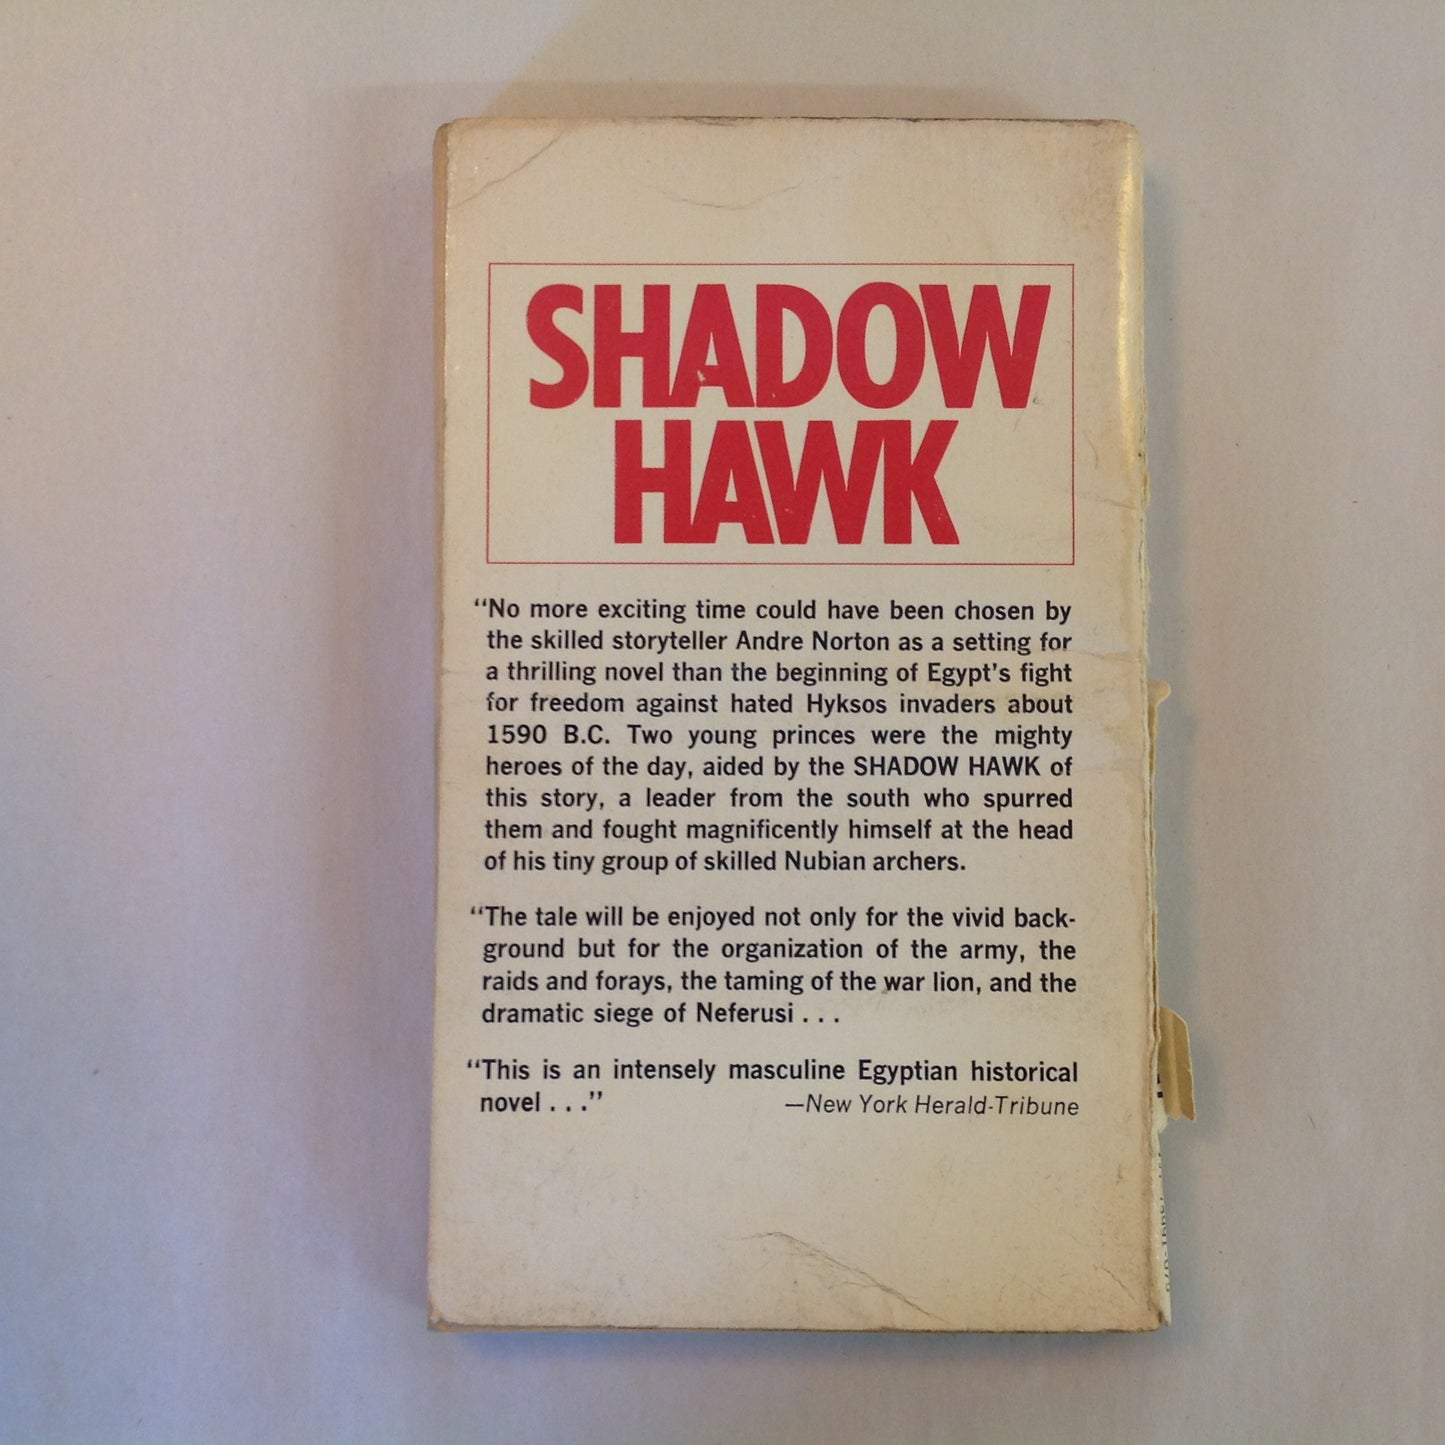 SHADOW
HAWK
“No more exciting time could have been chosen by
the skilled storyteller Andre Norton as a setting for
a thrilling novel than the beginning of Egypt’s fight
for freedom against hated Hyksos invaders about
1590 B.C. Two young princes were the mighty
heroes of the day, aided by the SHADOW HAWK of
this story, a leader from the south who spurred
them and fought magnificently himself at the head
of his tiny group of skilled Nubian archers.
“The tale will be enjoyed not only for the vivid back-
ground but for the organization of the army, the
raids and forays, the taming of the war lion, and the
dramatic siege of Neferusi . . .
“This is an intensely masculine Egyptian historical
novel . . .” —New York Herald-Tribune